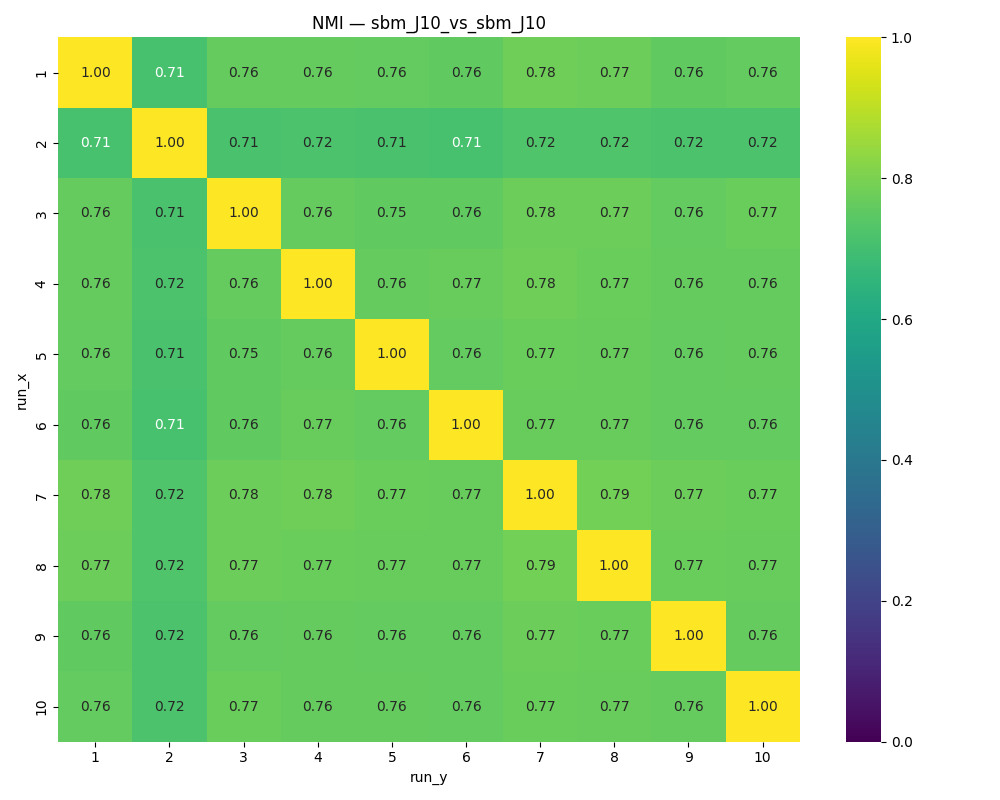 NMI — sbm_J10_vs_sbm_J10
1 1.00 0.71 0.76 0.76 0.76 0.76 0.78 0.77 0.76 0.76
2 0.71 1.00 0.71 0.72 0.71 0.71 0.72 0.72 0.72 0.72
3 0.76 0.71 1.00 0.76 0.75 0.76 0.78 0.77 0.76 0.77
4 0.76 0.72 0.76 1.00 0.76 0.77 0.78 0.77 0.76 0.76
5 0.76 0.71 0.75 0.76 1.00 0.76 0.77 0.77 0.76 0.76
6 0.76 0.71 0.76 0.77 0.76 1.00 0.77 0.77 0.76 0.76
7 0.78 0.72 0.78 0.78 0.77 0.77 1.00 0.79 0.77 0.77
8 0.77 0.72 0.77 0.77 0.77 0.77 0.79 1.00 0.77 0.77
9 0.76 0.72 0.76 0.76 0.76 0.76 0.77 0.77 1.00 0.76
10 0.76 0.72 0.77 0.76 0.76 0.76 0.77 0.77 0.76 1.00
1 2 3 4 5 6 7 8 9 10
run_y
run_x
1.0
0.8
0.6
0.4
0.2
0.0